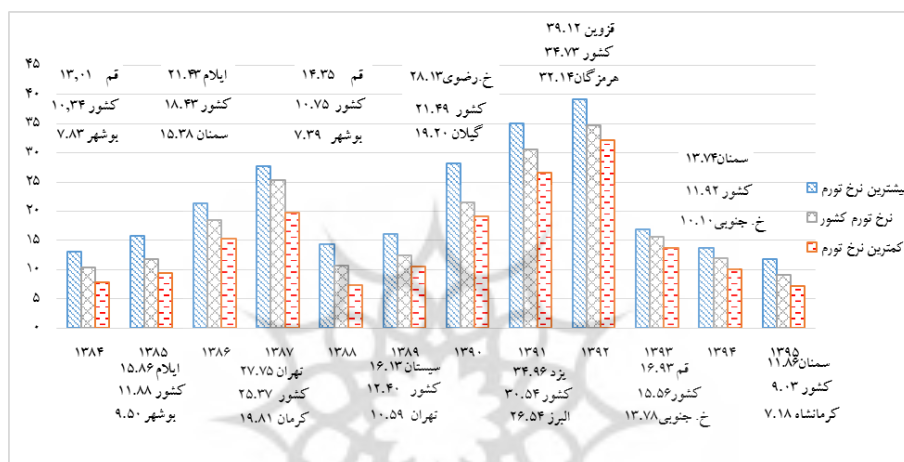 قزوین ۳۹.۱۲
کشور ۳۴.۷۳
هرمزگان۳۲.۱۴
خ.رضوی۲۸.۱۳
کشور ۲۱.۴۹
گیلان ۱۹.۲۰
قم ۱۴.۳۵
کشور ۱۰.۷۵
بوشهر ۷.۳۹
ایلام۲۱.۴۳
کشور ۱۸.۴۳
سمنان ۱۵.۳۸
قم ۱۳,۰۱
کشور ۱۰,۳۴
بوشهر ۷.۸۳
سمنان۱۳.۷۴
کشور ۱۱.۹۲
خ. جنوبی۱۰.۱۰
۴۵
۴۰
۳۵
۳۰
۲۵
۲۰
۱۵
۱۰
۵
۰
بیشترین نرخ تورم
نرخ تورم کشور
کمترین نرخ تورم
۱۳۸۴ ۱۳۸۵ ۱۳۸۶ ۱۳۸۷ ۱۳۸۸ ۱۳۸۹ ۱۳۹۰ ۱۳۹۱ ۱۳۹۲ ۱۳۹۳ ۱۳۹۴ ۱۳۹۵
ایلام ۱۵.۸۶
کشور ۱۱.۸۸
بوشهر ۹.۵۰
تهران ۲۷.۷۵
کشور ۲۵.۳۷
کرمان ۱۹.۸۱
سیستان ۱۶.۱۳
کشور ۱۲.۴۰
تهران ۱۰.۵۹
یزد ۳۴.۹۶
کشور ۳۰.۵۴
البرز ۲۶.۵۴
قم ۱۶.۹۳
کشور۱۵.۵۶
خ. جنوبی۱۳.۷۸
سمنان ۱۱.۸۶
کشور ۹.۰۳
کرمانشاه ۷.۱۸